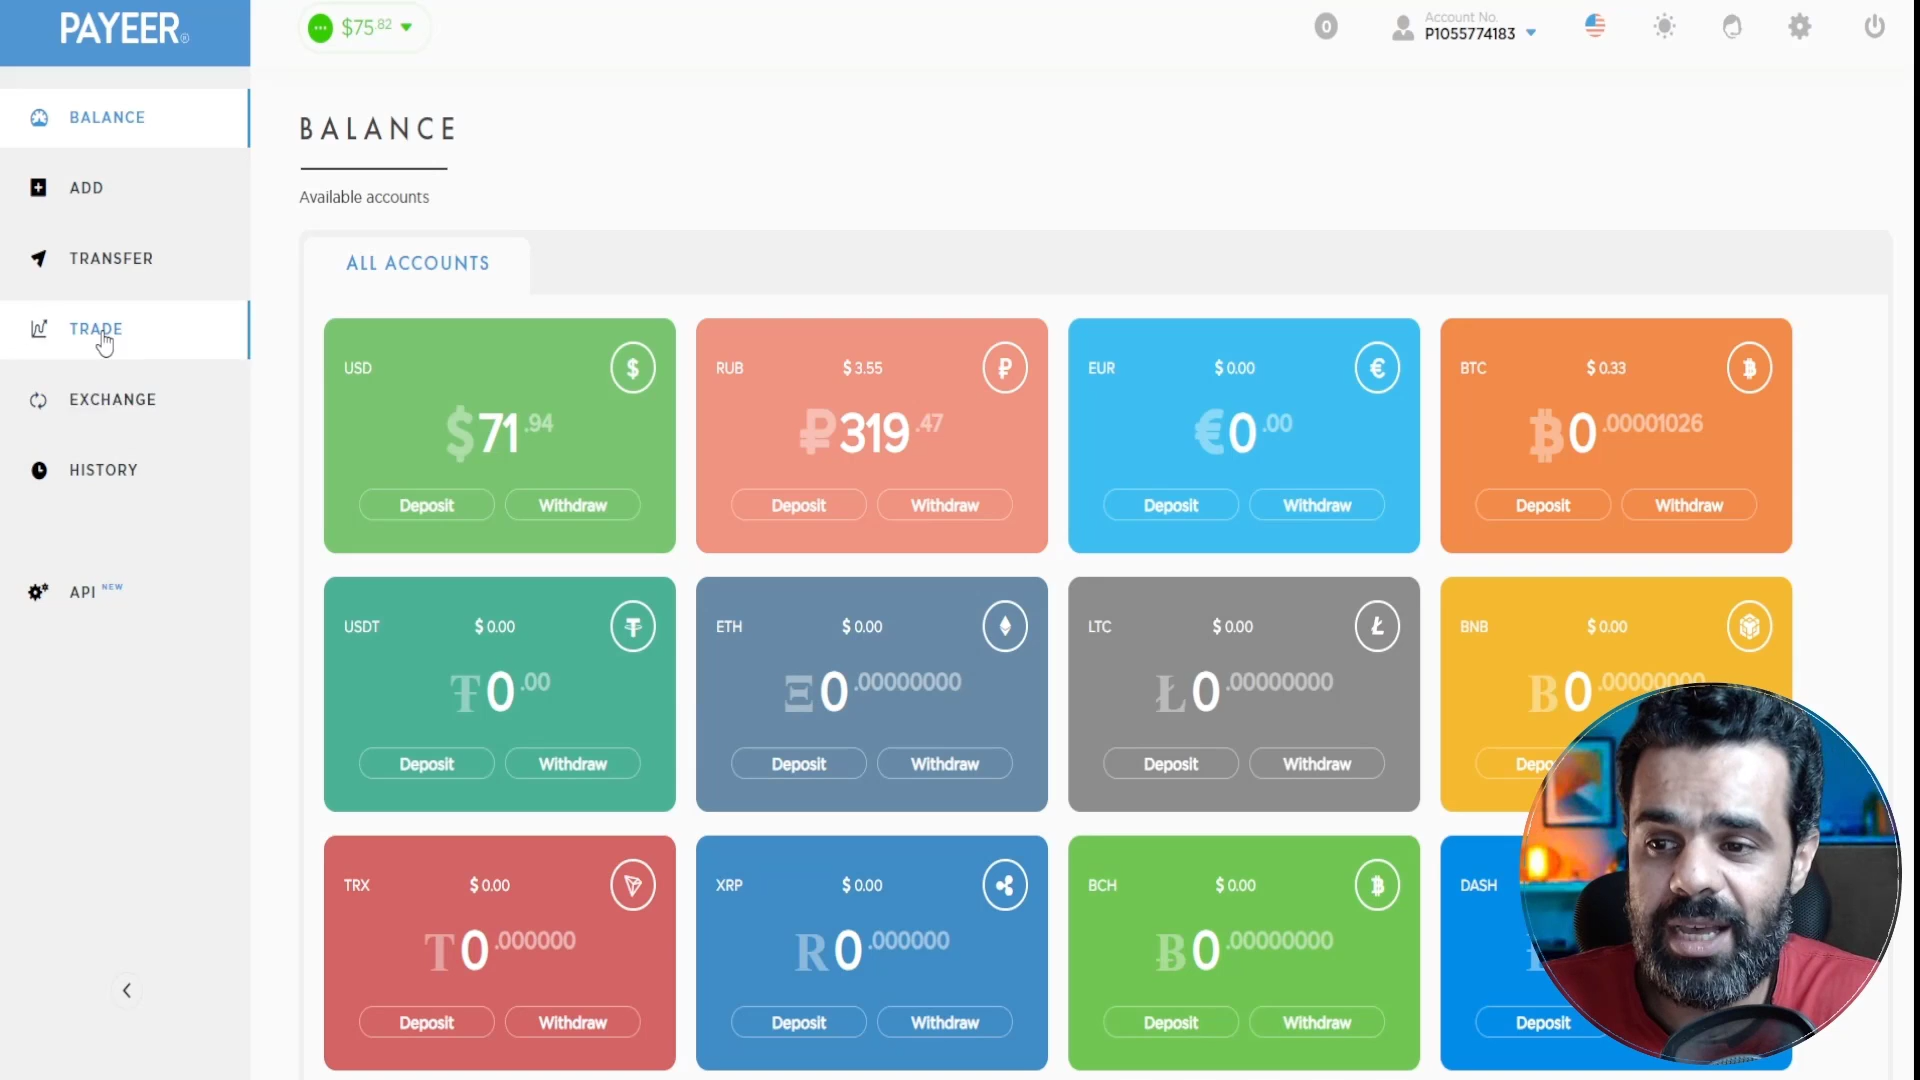 PAYEER®
$75.82
0
Account No.
P1055774183
BALANCE
ADD
TRANSFER
TRADE
EXCHANGE
HISTORY
API NEW
BALANCE
Available accounts
ALL ACCOUNTS
USD
$
$71.94
Deposit Withdraw
RUB $ 3.55
₽
₽319.47
Deposit Withdraw
EUR $ 0.00
€
€0.00
Deposit Withdraw
BTC $ 0.33
₿0.00001026
Deposit Withdraw
USDT $ 0.00
₮0.00
Deposit Withdraw
ETH $ 0.00
Ξ0.00000000
Deposit Withdraw
LTC $ 0.00
Ł
Ł0.00000000
Deposit Withdraw
BNB $ 0.00
B0.00000000
TRX $ 0.00
T0.000000
Deposit Withdraw
XRP $ 0.00
R0.000000
Deposit Withdraw
BCH $ 0.00
Ƀ0.00000000
Deposit Withdraw
DASH
Deposit